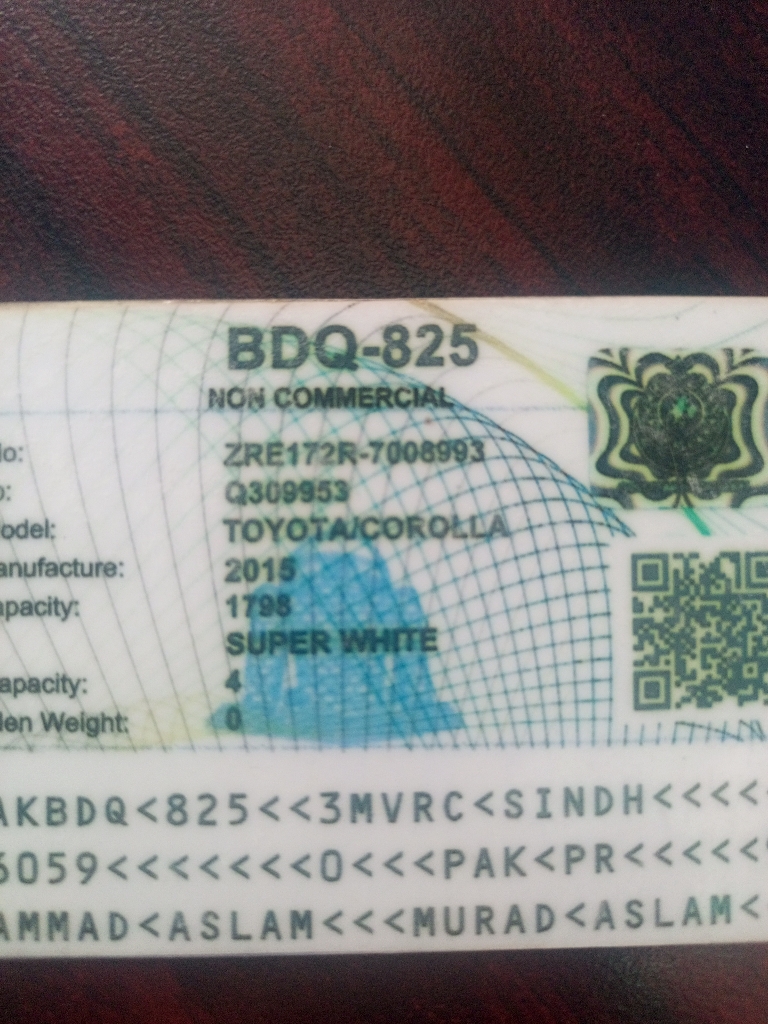 BDQ-825
NON COMMERCIAL
lo: ZRE172R-7008993
o: Q309953
odel: TOYOTA/COROLLA
anufacture: 2015
apacity: 1798
SUPER WHITE
apacity: 4
den Weight: 0
AKBDQ<825<<3MVRC<SINDH<<<<
6059<<<<<<<<0<<<PAK<PR<<<<<
AMMAD<ASLAM<<<MURAD<ASLAM<